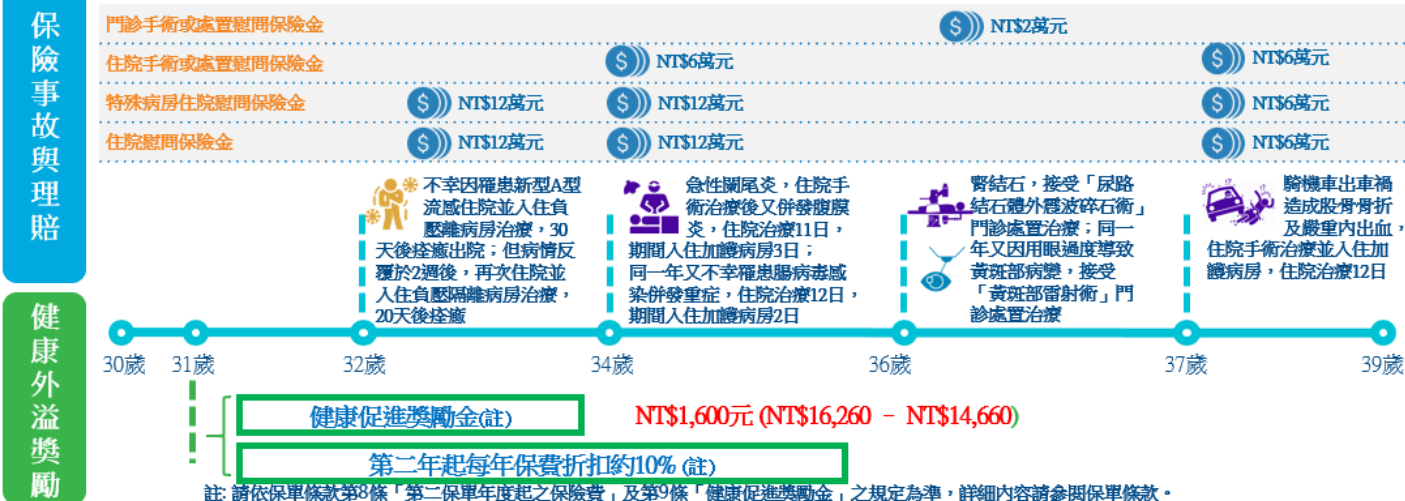 保險事故與理賠
門診手術或處置慰問保險金
NT$2萬元
住院手術或處置慰問保險金
NT$6萬元
NT$6萬元
特殊病房住院慰問保險金
NT$12萬元
NT$12萬元
NT$6萬元
住院慰問保險金
NT$12萬元
NT$12萬元
NT$6萬元
不幸因罹患新型A型
流感住院並入住負
壓離病房治療，30
天後痊癒出院；但病情反
覆於2週後，再次住院並
入住負壓隔離病房治療，
20天後痊癒
急性闌尾炎，住院手
術治療後又併發腹膜
炎，住院治療11日，
期間入住加護病房3日；
同一年又不幸罹患腸病毒感
染併發重症，住院治療12日，
期間入住加護病房2日
腎結石，接受「尿路
結石體外震波碎石術」
門診處置治療；同一
年又因用眼過度導致
黃斑部病變，接受
「黃斑部雷射術」門
診處置治療
騎機車出車禍
造成股骨骨折
及嚴重內出血，
住院手術治療並入住加
護病房，住院治療12日
30歲
31歲
32歲
34歲
36歲
37歲
39歲
健康外溢獎勵
健康促進獎勵金(註)
NT$1,600元 (NT$16,260 － NT$14,660)
第二年起每年保費折扣約10% (註)
註: 請依保單條款第8條「第二保單年度起之保險費」及第9條「健康促進獎勵金」之規定為準，詳細內容請參閱保單條款。